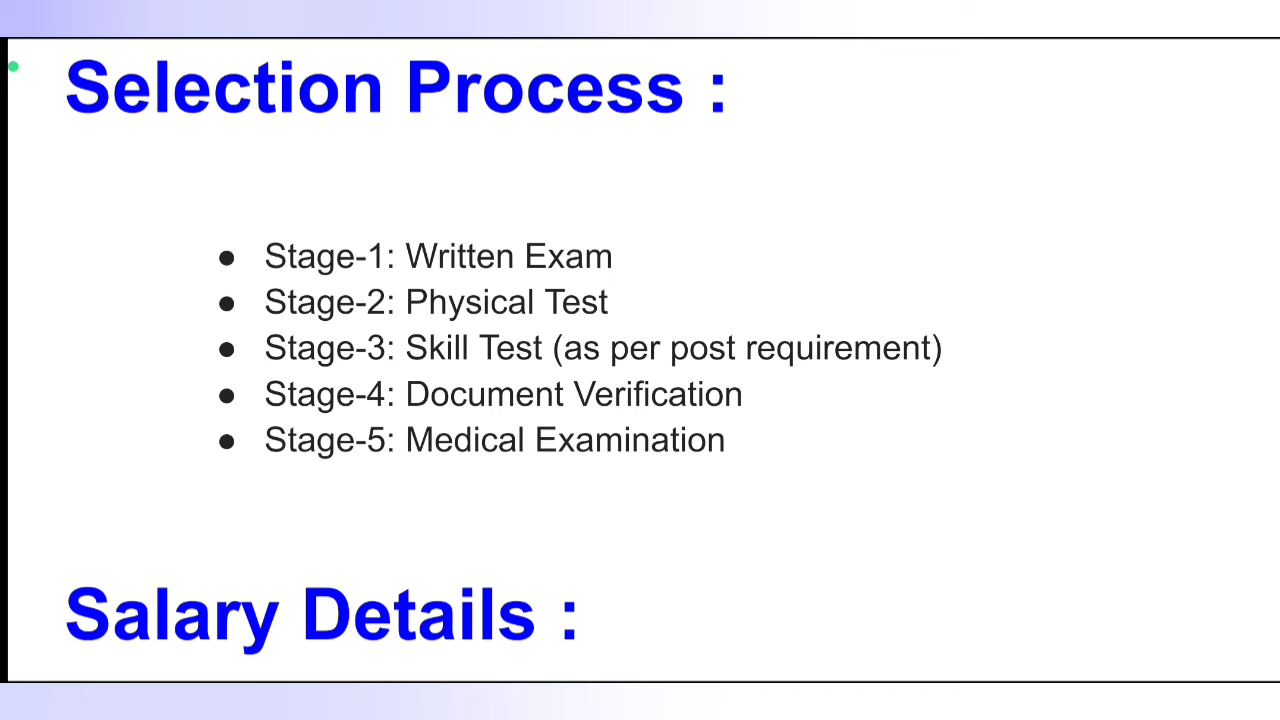 Selection Process :
● Stage-1: Written Exam
● Stage-2: Physical Test
● Stage-3: Skill Test (as per post requirement)
● Stage-4: Document Verification
● Stage-5: Medical Examination
Salary Details :